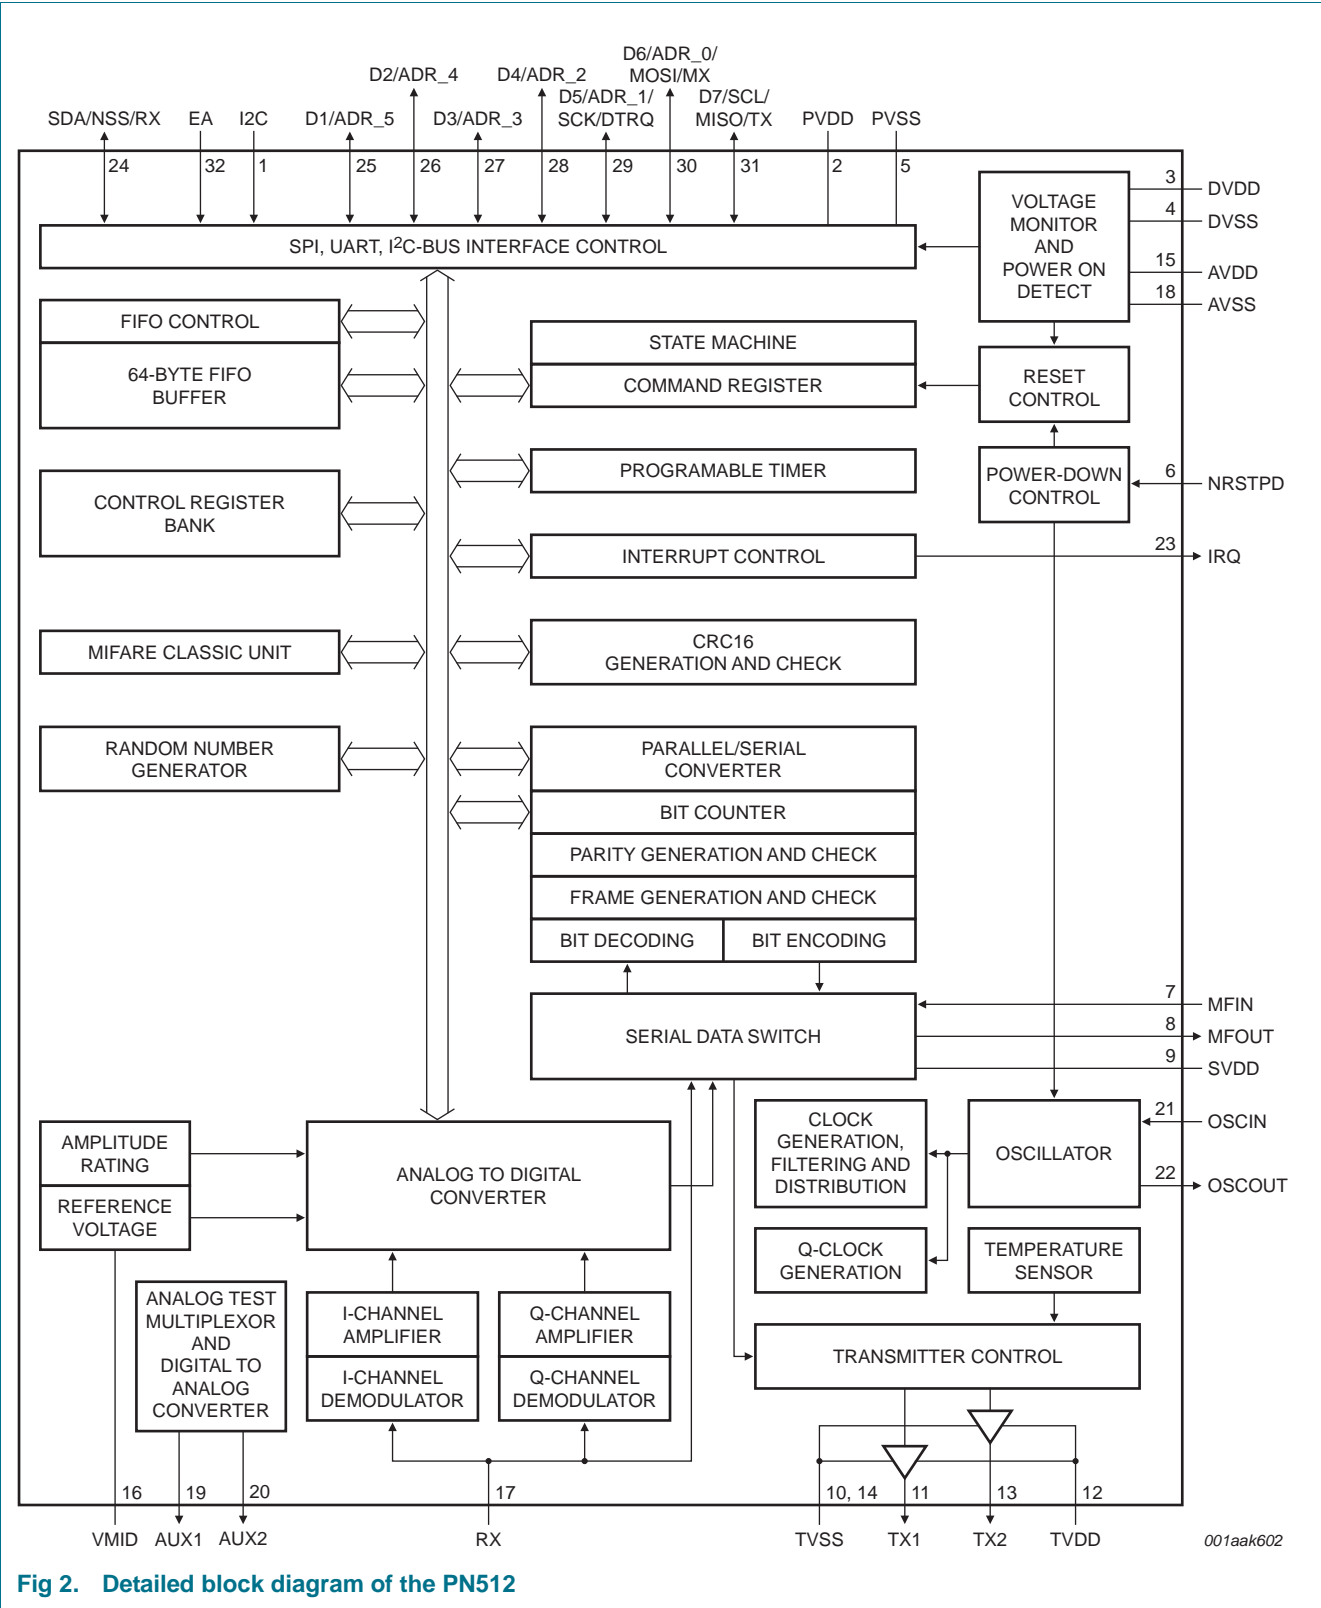 D6/ADR_0/
MOSI/MX
D2/ADR_4
D4/ADR_2
D5/ADR_1/
SCK/DTRQ
D7/SCL/
MISO/TX
SDA/NSS/RX
EA
I2C
D1/ADR_5
D3/ADR_3
PVDD
PVSS
24
32
1
25
26
27
28
29
30
31
2
5
SPI, UART, I2C-BUS INTERFACE CONTROL
VOLTAGE
MONITOR
AND
POWER ON
DETECT
3
DVDD
4
DVSS
15
AVDD
18
AVSS
FIFO CONTROL
64-BYTE FIFO
BUFFER
STATE MACHINE
COMMAND REGISTER
RESET
CONTROL
CONTROL REGISTER
BANK
PROGRAMABLE TIMER
POWER-DOWN
CONTROL
6
NRSTPD
INTERRUPT CONTROL
23
IRQ
MIFARE CLASSIC UNIT
CRC16
GENERATION AND CHECK
RANDOM NUMBER
GENERATOR
PARALLEL/SERIAL
CONVERTER
BIT COUNTER
PARITY GENERATION AND CHECK
FRAME GENERATION AND CHECK
BIT DECODING
BIT ENCODING
SERIAL DATA SWITCH
7
MFIN
8
MFOUT
9
SVDD
AMPLITUDE
RATING
REFERENCE
VOLTAGE
ANALOG TO DIGITAL
CONVERTER
CLOCK
GENERATION,
FILTERING AND
DISTRIBUTION
OSCILLATOR
21
OSCIN
22
OSCOUT
Q-CLOCK
GENERATION
TEMPERATURE
SENSOR
ANALOG TEST
MULTIPLEXOR
AND
DIGITAL TO
ANALOG
CONVERTER
I-CHANNEL
AMPLIFIER
I-CHANNEL
DEMODULATOR
Q-CHANNEL
AMPLIFIER
Q-CHANNEL
DEMODULATOR
TRANSMITTER CONTROL
16
19
20
17
10, 14
11
13
12
VMID
AUX1
AUX2
RX
TVSS
TX1
TX2
TVDD
001aak602
Fig 2. Detailed block diagram of the PN512